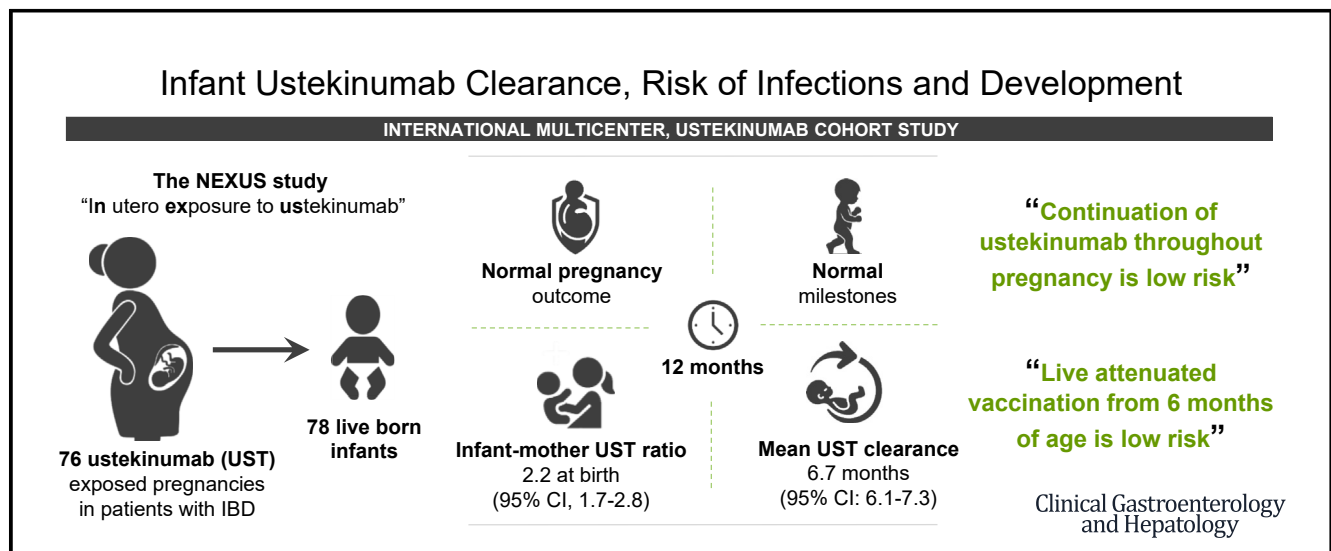 Infant Ustekinumab Clearance, Risk of Infections and Development
INTERNATIONAL MULTICENTER, USTEKINUMAB COHORT STUDY
The NEXUS study
“In utero exposure to ustekinumab”
76 ustekinumab (UST)
exposed pregnancies
in patients with IBD
78 live born
infants
Normal pregnancy
outcome
Normal
milestones
12 months
Infant-mother UST ratio
2.2 at birth
(95% CI, 1.7-2.8)
Mean UST clearance
6.7 months
(95% CI: 6.1-7.3)
“Continuation of
ustekinumab throughout
pregnancy is low risk”
“Live attenuated
vaccination from 6 months
of age is low risk”
Clinical Gastroenterology
and Hepatology